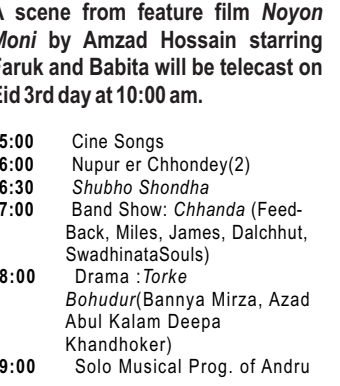 A scene from feature film Noyon
Moni by Amzad Hossain starring
Faruk and Babita will be telecast on
Eid 3rd day at 10:00 am.
5:00 Cine Songs
6:00 Nupur er Chhondey(2)
6:30 Shubho Shondha
7:00 Band Show: Chhanda (Feed-
Back, Miles, James, Dalchhut,
SwadhinataSouls)
8:00 Drama :Torke
Bohudur(Bannya Mirza, Azad
Abul Kalam Deepa
Khandhoker)
9:00 Solo Musical Prog. of Andru